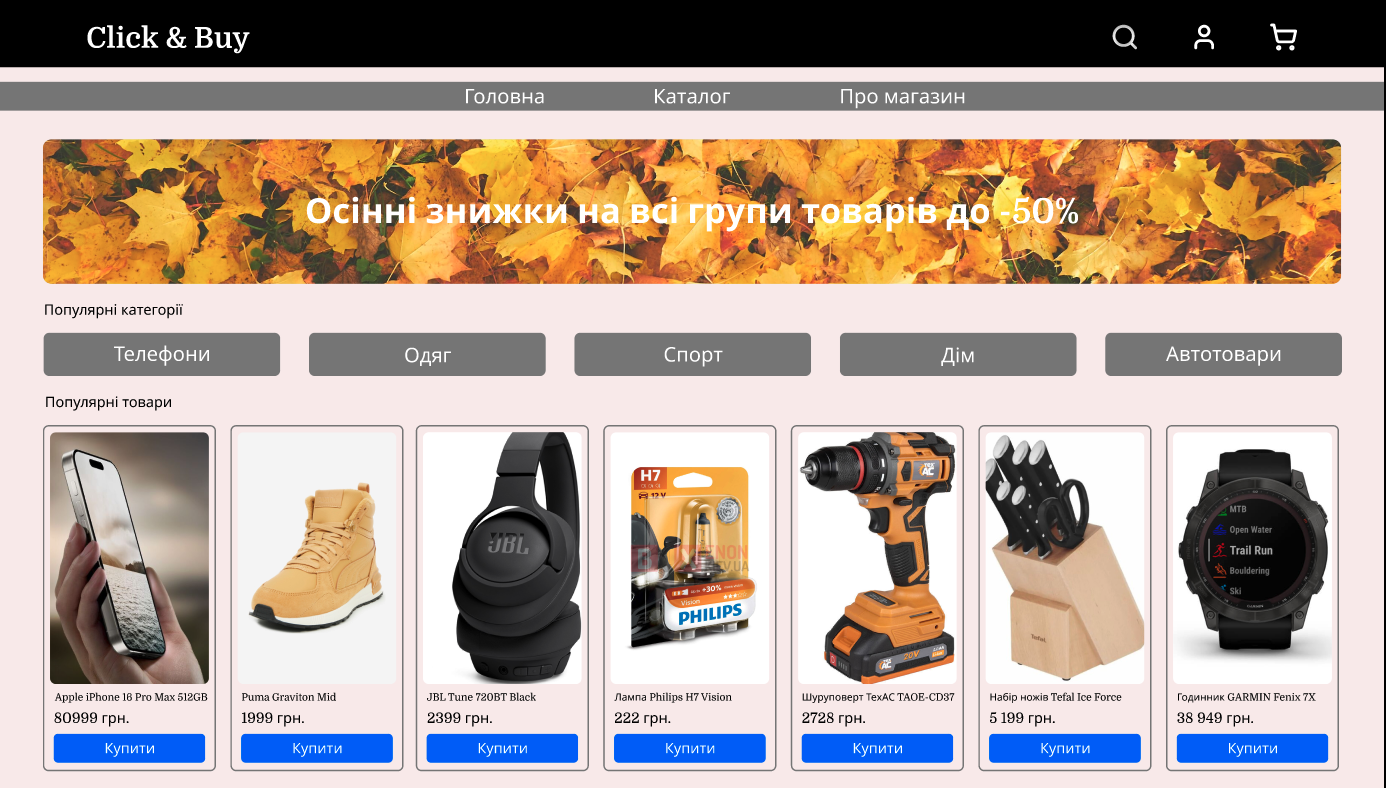 Click & Buy
Головна Каталог Про магазин
Осінні знижки на всі групи товарів до -50%
Популярні категорії
Телефони Одяг Спорт Дім Автотовари
Популярні товари
JBL
H7
12 V
+30%
Vision
PHILIPS
TEX AC
20V
Tefal
MTB
Open Water
Trail Run
Bouldering
Ski
GARMIN
Apple iPhone 16 Pro Max 512GB
80999 грн.
Купити
Puma Graviton Mid
1999 грн.
Купити
JBL Tune 720BT Black
2399 грн.
Купити
Лампа Philips H7 Vision
222 грн.
Купити
Шуруповерт ТехАС TAOE-CD37
2728 грн.
Купити
Набір ножів Tefal Ice Force
5 199 грн.
Купити
Годинник GARMIN Fenix 7X
38 949 грн.
Купити